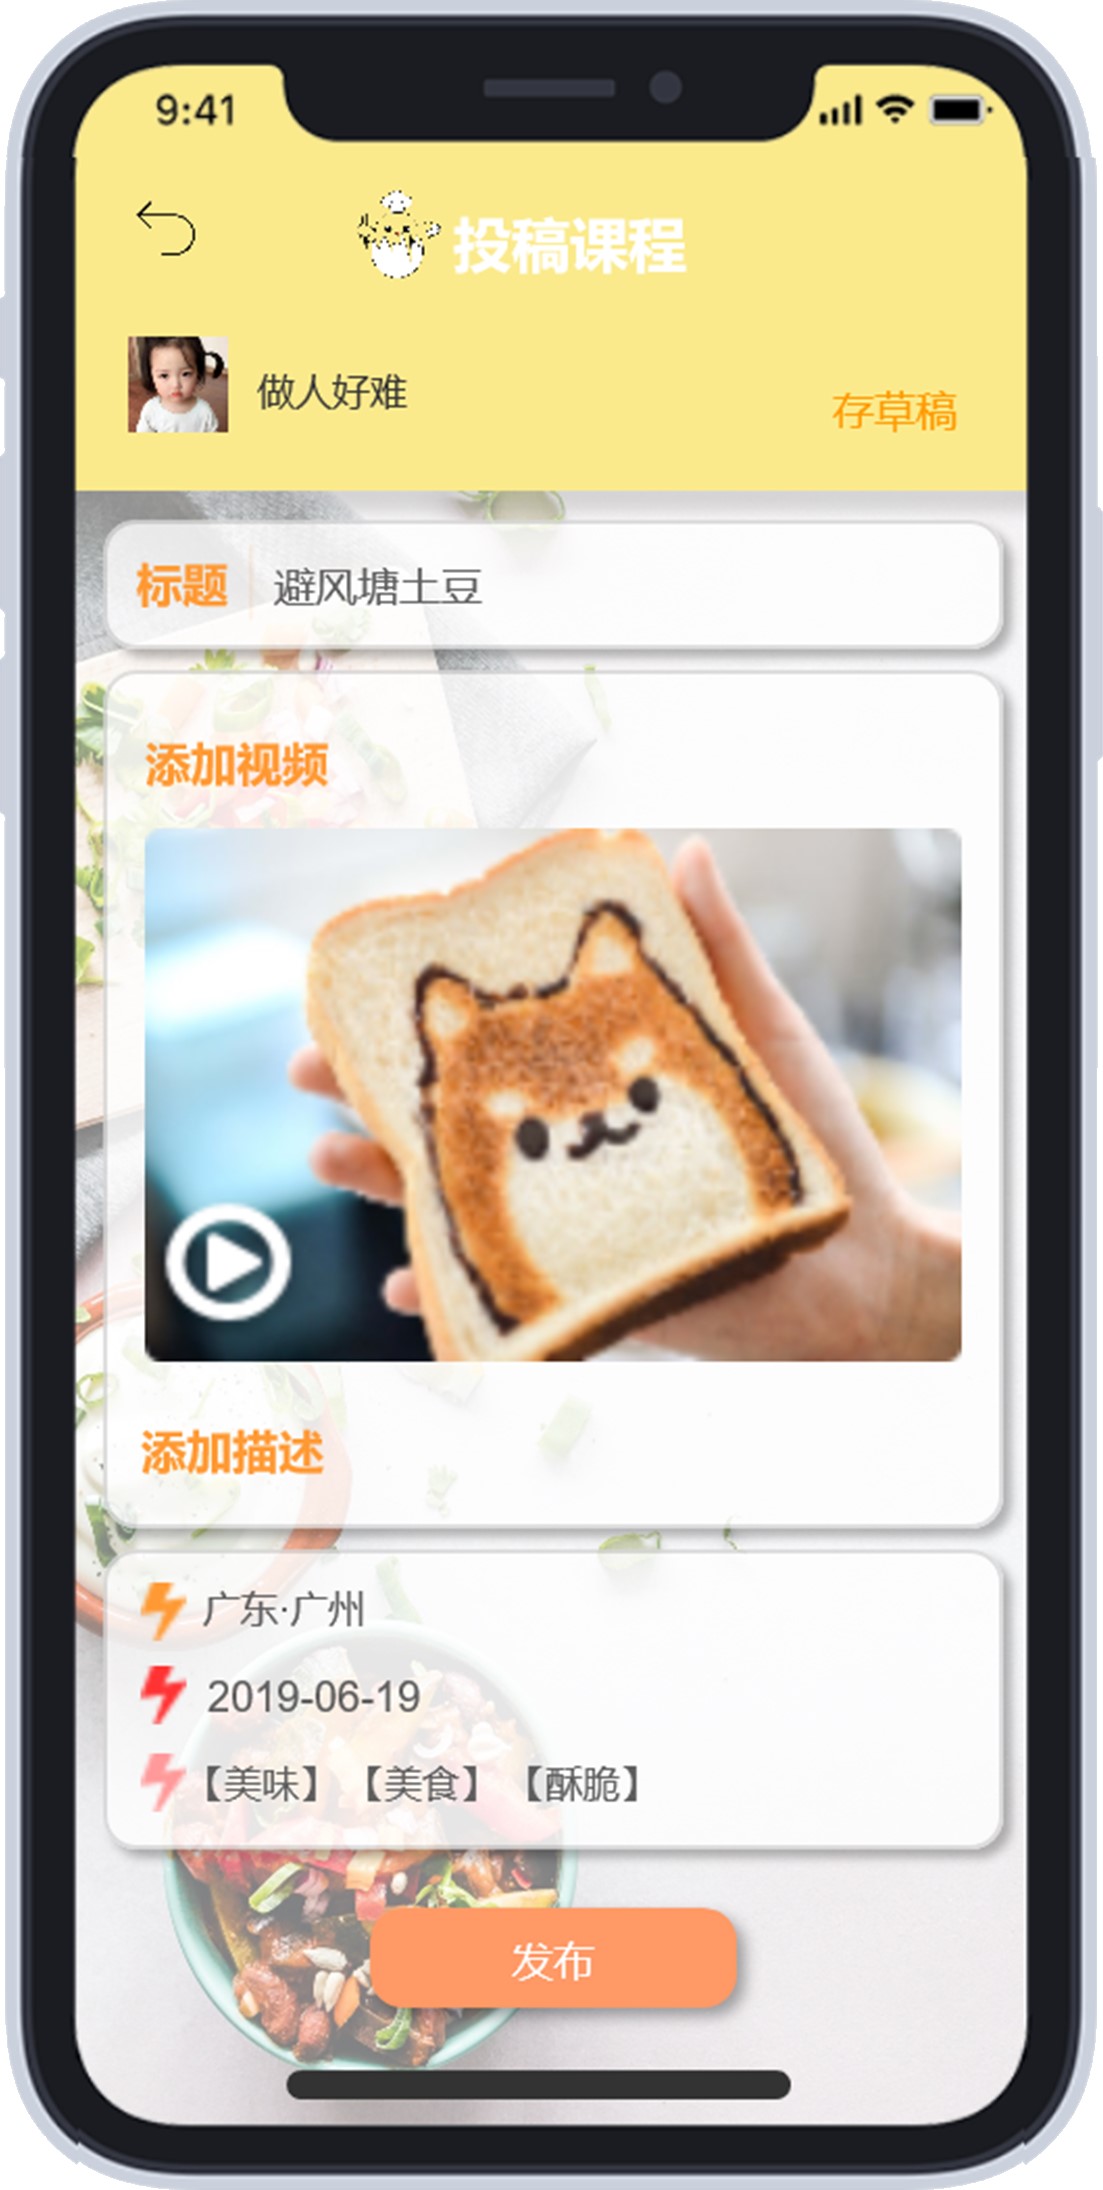 9:41
投稿课程
做人好难
存草稿
标题 避风塘土豆
添加视频
添加描述
广东·广州
2019-06-19
【美味】 【美食】 【酥脆】
发布